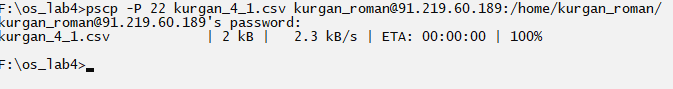 F:\os_lab4>pscp -P 22 kurgan_4_1.csv kurgan_roman@91.219.60.189:/home/kurgan_roman/
kurgan_roman@91.219.60.189's password:
kurgan_4_1.csv            | 2 kB |   2.3 kB/s | ETA: 00:00:00 | 100%
F:\os_lab4>